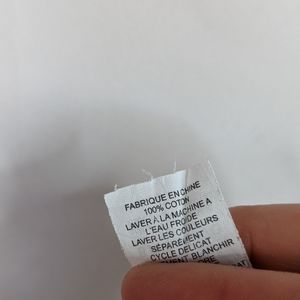 FABRIQUE EN CHINE
100% COTON
LAVER À LA MACHINE A
L'EAU FROIDE
LAVER LES COULEURS
SÉPARÉMENT
CYCLE DÉLICAT
BLANCHIR